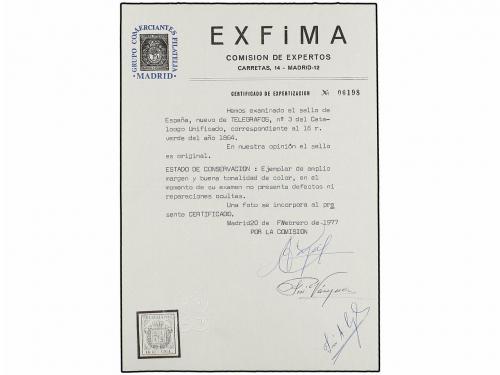 GRUPO COMERCIANTES FILATELIA
• MADRID •
EXFiMA
COMISION DE EXPERTOS
CARRETAS, 14 - MADRID-12
CERTIFICADO DE EXPERTIZACION Nº 06198
Hemos examinado el sello de
España, nuevo de TELEGRAFOS, nº 3 del Cata-
loogo Unificado, correspondiente al 16 r.
verde del año 1864.
En nuestra opinión el sello
es original.
ESTADO DE CONSERVACION : Ejemplar de amplio
margen y buena tonalidad de color, en el
momento de su examen no presenta defectos ni
reparaciones ocultas.
Una foto se incorpora al pre
sente CERTIFICADO.
Madrid20 de FWebrero de-1977
POR LA COMISION